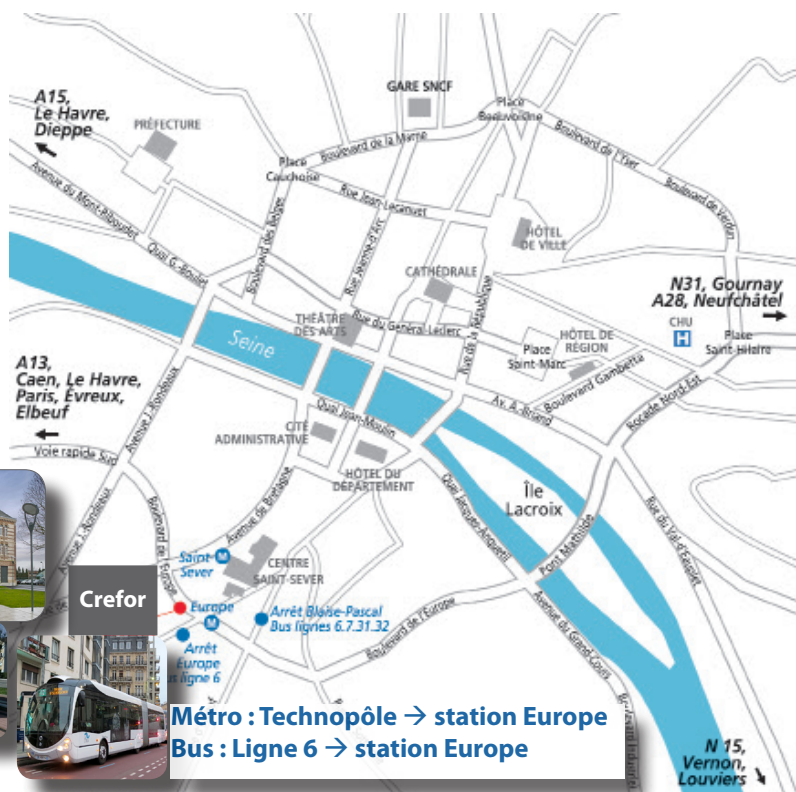 GARE SNCF
A15,
Le Havre,
Dieppe
PRÉFECTURE
Place
Beauvoisine
Boulevard de la Marne
Boulevard de l'Yser
Place
Cauchoise
Boulevard de Verdun
Avenue du Mont-Riboudet
Rue Jean-Lecanuet
Boulevard des Belges
Rue Jeanne-d'Arc
HÔTEL
DE VILLE
Quai G.-Boulet
CATHÉDRALE
Rue de la République
N31, Gournay
A28, Neufchâtel
CHU
H
THÉÂTRE
DES ARTS
Rue du Général-Leclerc
Place
Saint-Marc
HÔTEL DE
RÉGION
Place
Saint-Hilaire
Seine
A13,
Caen, Le Havre,
Paris, Évreux,
Elbeuf
Boulevard Gambetta
Av. A.-Briand
Rocade Nord-Est
Avenue J.-Rondeaux
Quai Jean-Moulin
CITÉ
ADMINISTRATIVE
Voie rapide Sud
HÔTEL DU
DÉPARTEMENT
Île
Lacroix
Avenue de Bretagne
Quai Jacques-Anquetil
Rue du Val-d'Eauplet
Boulevard de l'Europe
Avenue J.-Rondeaux
Pont Mathilde
Saint-
Sever
M
CENTRE
SAINT-SEVER
Crefor
Europe
M
Arrêt Blaise-Pascal
Bus lignes 6.7.31.32
Arrêt
Europe
ligne 6
Boulevard de l'Europe
Avenue du Grand-Cours
Boulevard Industriel
Métro : Technopôle → station Europe
Bus : Ligne 6 → station Europe
N 15,
Vernon,
Louviers